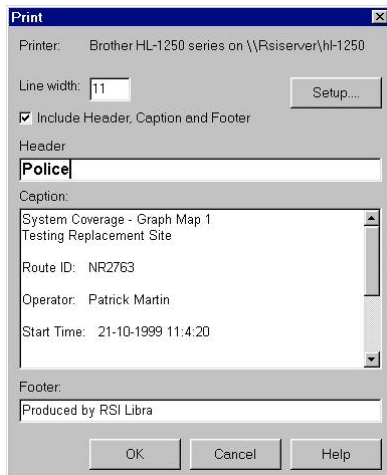 Print
Printer: Brother HL-1250 series on \\Rsiserver\hl-1250
Line width: 11
Setup....
Include Header, Caption and Footer
Header
Police
Caption:
System Coverage - Graph Map 1
Testing Replacement Site
Route ID: NR2763
Operator: Patrick Martin
Start Time: 21-10-1999 11:4:20
Footer:
Produced by RSI Libra
OK Cancel Help